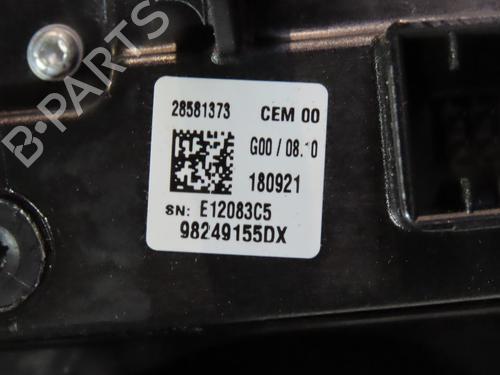 28581373 CEM 00
G00 / 08.10
180921
SN: E12083C5
98249155DX
B-PARTS